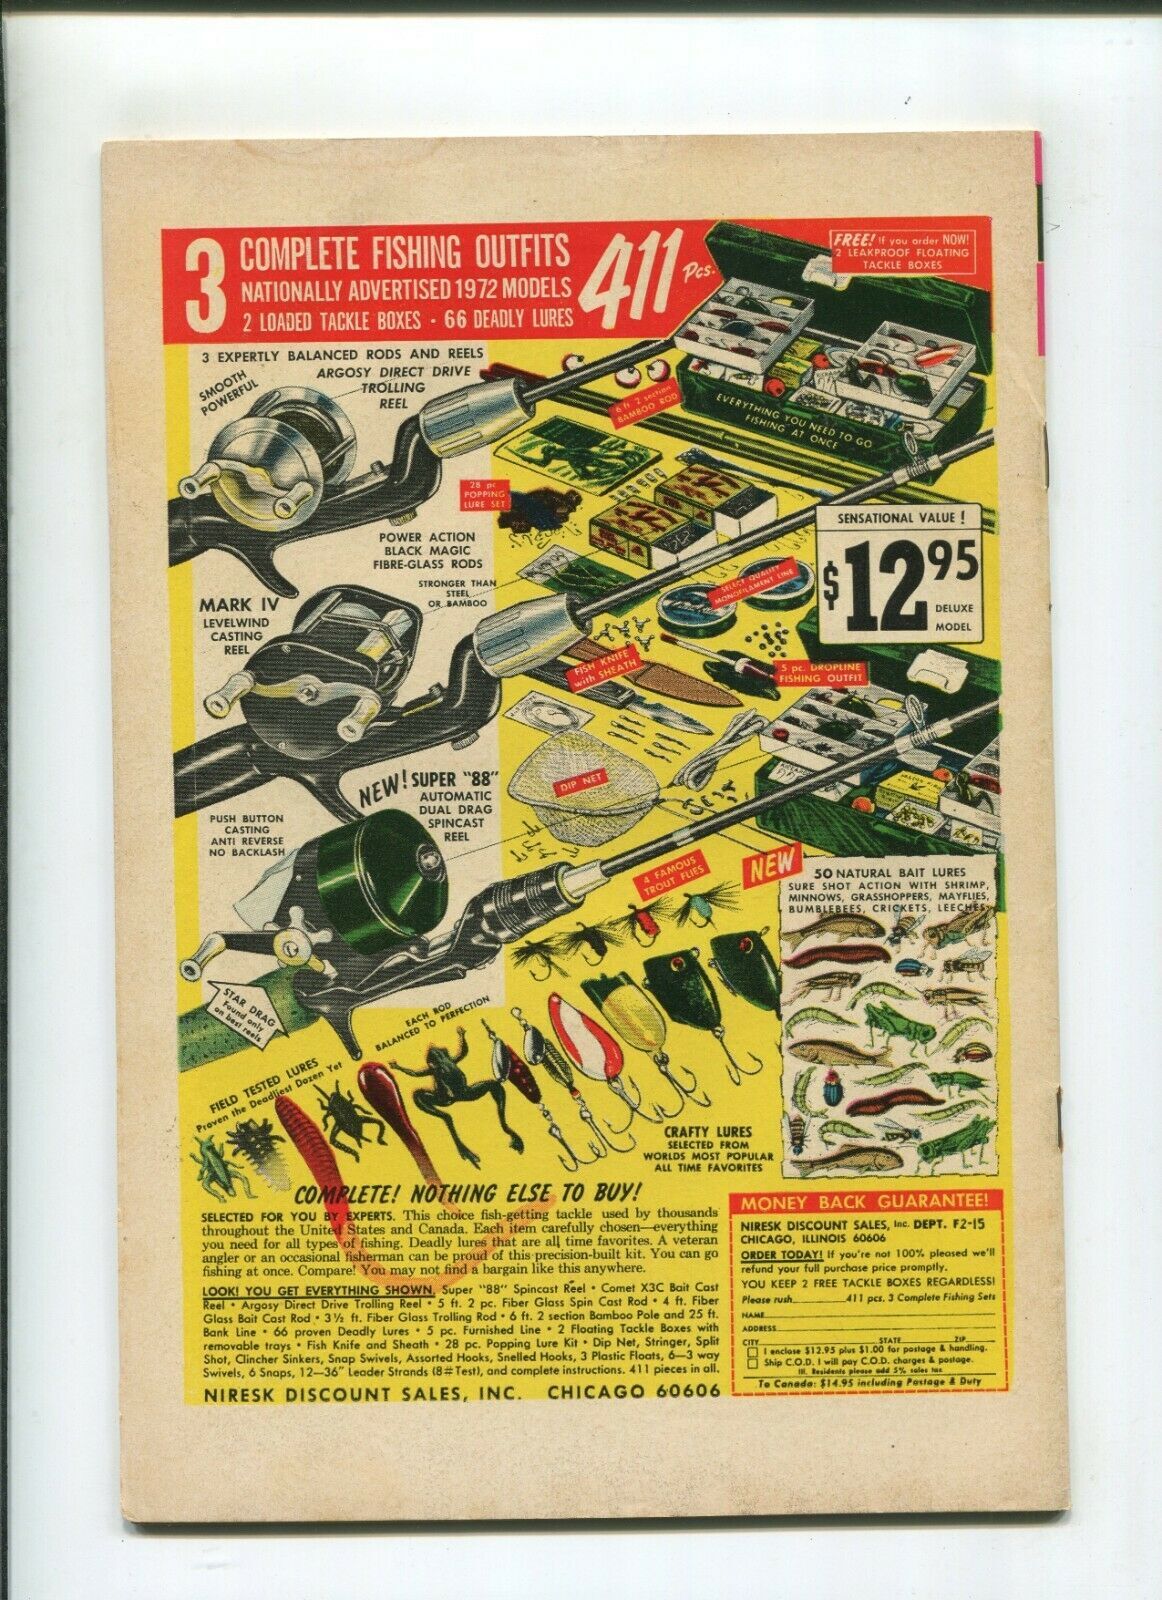 3 COMPLETE FISHING OUTFITS
NATIONALLY ADVERTISED 1972 MODELS
2 LOADED TACKLE BOXES - 66 DEADLY LURES
411 Pcs.
FREE! If you order NOW!
2 LEAKPROOF FLOATING
TACKLE BOXES
3 EXPERTLY BALANCED RODS AND REELS
SMOOTH
POWERFUL
ARGOSY DIRECT DRIVE
TROLLING
REEL
6 ft 2 section
BAMBOO ROD
EVERYTHING YOU NEED TO GO
FISHING AT ONCE
28 pc
POPPING
LURE SET
POWER ACTION
BLACK MAGIC
FIBRE-GLASS RODS
STRONGER THAN
STEEL
OR BAMBOO
SENSATIONAL VALUE!
$12.95
DELUXE
MODEL
SELECT QUALITY
MONOFILAMENT LINE
MARK IV
LEVELWIND
CASTING
REEL
FISH KNIFE
with SHEATH
5 pc. DROPLINE
FISHING OUTFIT
DIP NET
NEW! SUPER "88"
AUTOMATIC
DUAL DRAG
SPINCAST
REEL
PUSH BUTTON
CASTING
ANTI REVERSE
NO BACKLASH
4 FAMOUS
TROUT FLIES
NEW
50 NATURAL BAIT LURES
SURE SHOT ACTION WITH SHRIMP,
MINNOWS, GRASSHOPPERS, MAYFLIES,
BUMBLEBEES, CRICKETS, LEECHES
STAR DRAG
Found only
on best reels
EACH ROD
BALANCED TO PERFECTION
FIELD TESTED LURES
Proven the Deadliest Dozen Yet
CRAFTY LURES
SELECTED FROM
WORLDS MOST POPULAR
ALL TIME FAVORITES
COMPLETE! NOTHING ELSE TO BUY!
SELECTED FOR YOU BY EXPERTS. This choice fish-getting tackle used by thousands
throughout the United States and Canada. Each item carefully chosen—everything
you need for all types of fishing. Deadly lures that are all time favorites. A veteran
angler or an occasional fisherman can be proud of this precision-built kit. You can go
fishing at once. Compare! You may not find a bargain like this anywhere.
LOOK! YOU GET EVERYTHING SHOWN. Super "88" Spincast Reel • Comet X3C Bait Cast
Reel • Argosy Direct Drive Trolling Reel • 5 ft. 2 pc. Fiber Glass Spin Cast Rod • 4 ft. Fiber
Glass Bait Cast Rod • 3½ ft. Fiber Glass Trolling Rod • 6 ft. 2 section Bamboo Pole and 25 ft.
Bank Line • 66 proven Deadly Lures • 5 pc. Furnished Line • 2 Floating Tackle Boxes with
removable trays • Fish Knife and Sheath • 28 pc. Popping Lure Kit • Dip Net, Stringer, Split
Shot, Clincher Sinkers, Snap Swivels, Assorted Hooks, Snelled Hooks, 3 Plastic Floats, 6—3 way
Swivels, 6 Snaps, 12—36" Leader Strands (8#Test), and complete instructions. 411 pieces in all.
NIRESK DISCOUNT SALES, INC. CHICAGO 60606
MONEY BACK GUARANTEE!
NIRESK DISCOUNT SALES, Inc. DEPT. F2-15
CHICAGO, ILLINOIS 60606
ORDER TODAY! If you're not 100% pleased we'll
refund your full purchase price promptly.
YOU KEEP 2 FREE TACKLE BOXES REGARDLESS!
Please rush 411 pcs. 3 Complete Fishing Sets
NAME
ADDRESS
CITY STATE ZIP
I enclose $12.95 plus $1.00 for postage & handling.
Ship C.O.D. I will pay C.O.D. charges & postage.
Ill. Residents please add 5% sales tax.
To Canada: $14.95 including Postage & Duty